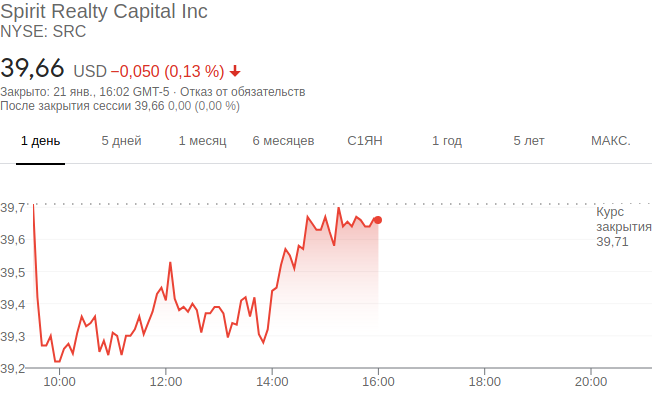 Spirit Realty Capital Inc
NYSE: SRC
39,66 USD −0,050 (0,13 %)
Закрыто: 21 янв., 16:02 GMT-5 · Отказ от обязательств
После закрытия сессии 39,66 0,00 (0,00 %)
1 день 5 дней 1 месяц 6 месяцев С1ЯН 1 год 5 лет МАКС.
39,7
Курс
закрытия
39,71
39,6
39,5
39,4
39,3
39,2
10:00 12:00 14:00 16:00 18:00 20:00